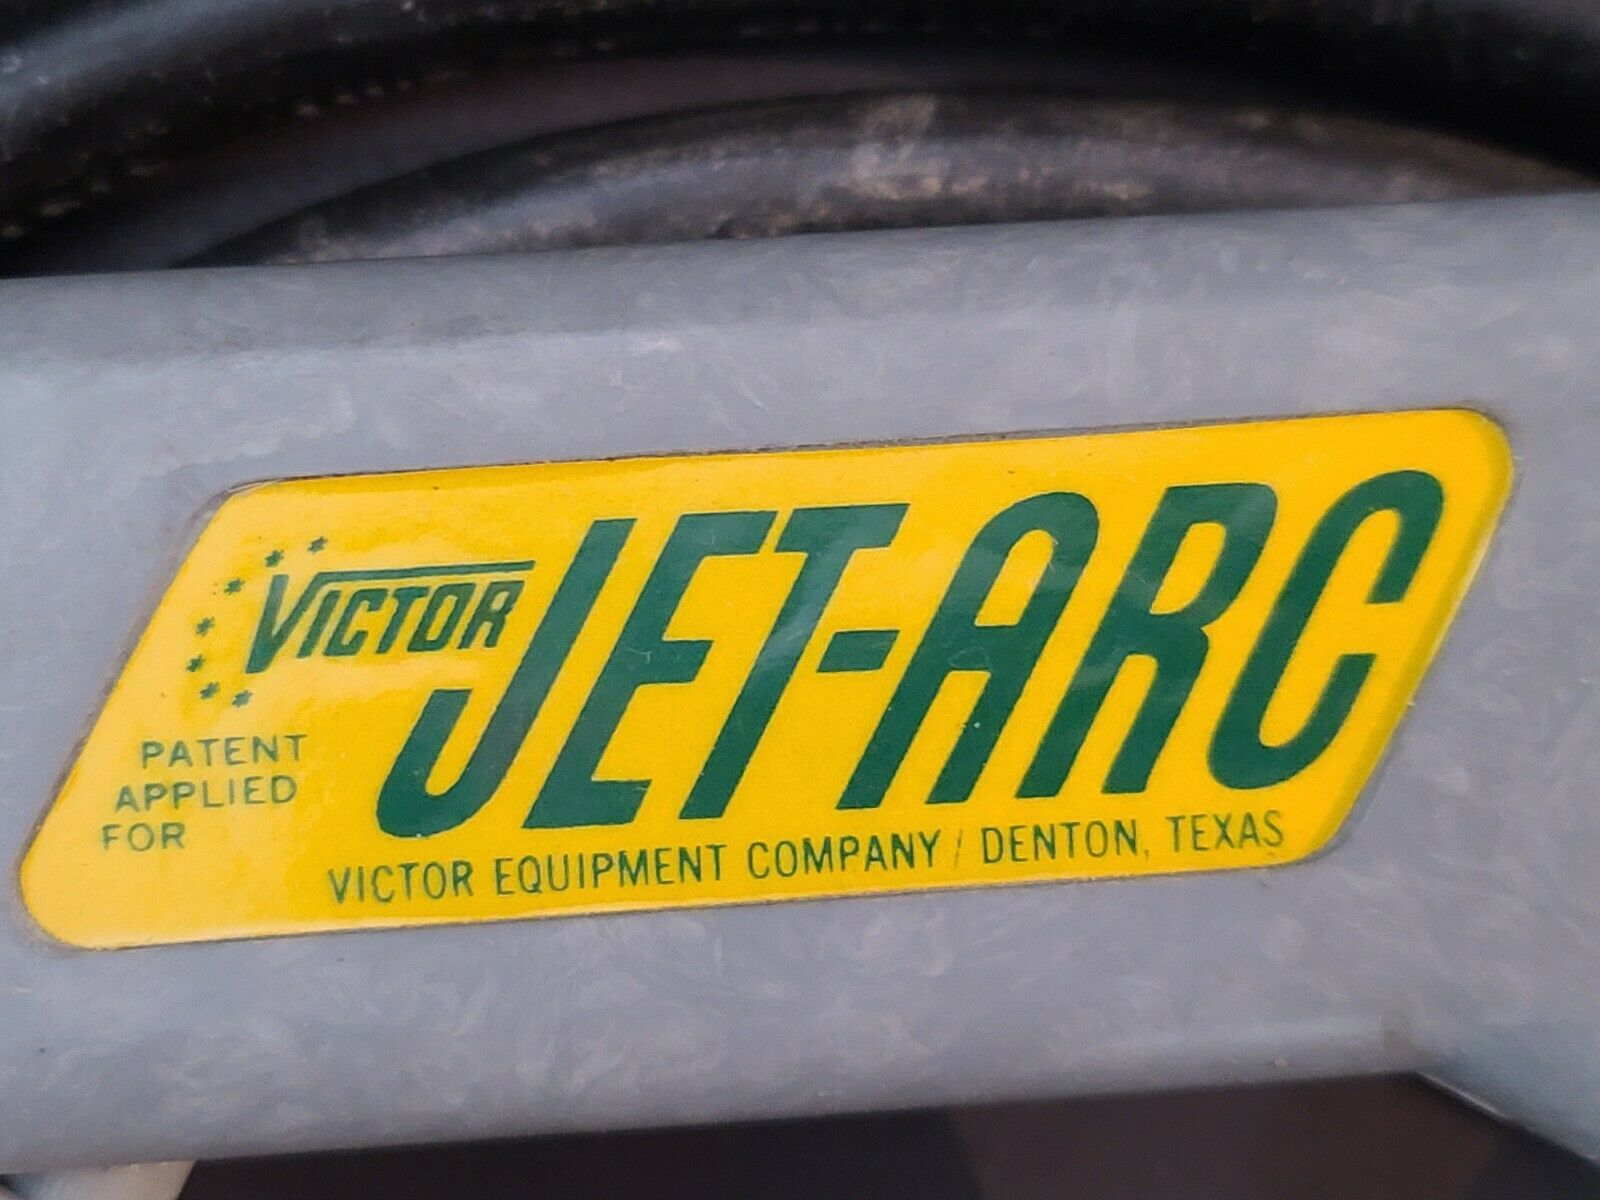 VICTOR
JET-ARC
PATENT
APPLIED
FOR
VICTOR EQUIPMENT COMPANY / DENTON, TEXAS